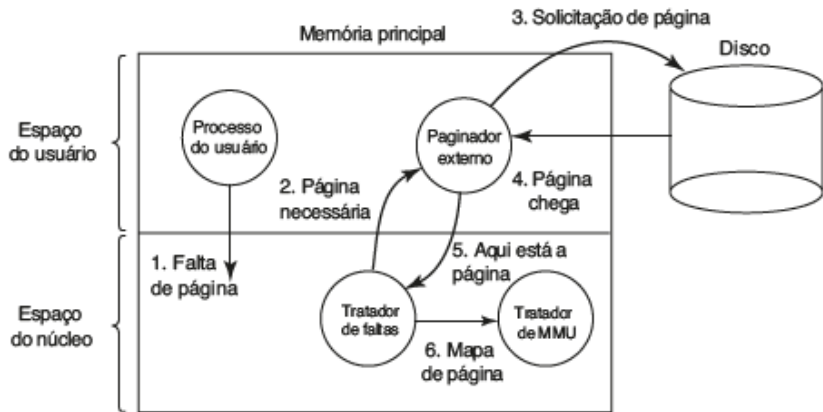 3. Solicitação de página
Memória principal
Disco
Espaço
do usuário
Processo
do usuário
Paginador
externo
2. Página
necessária
4. Página
chega
1. Falta
de página
5. Aqui está a
página
Espaço
do núcleo
Tratador
de faltas
Tratador
de MMU
6. Mapa
de página